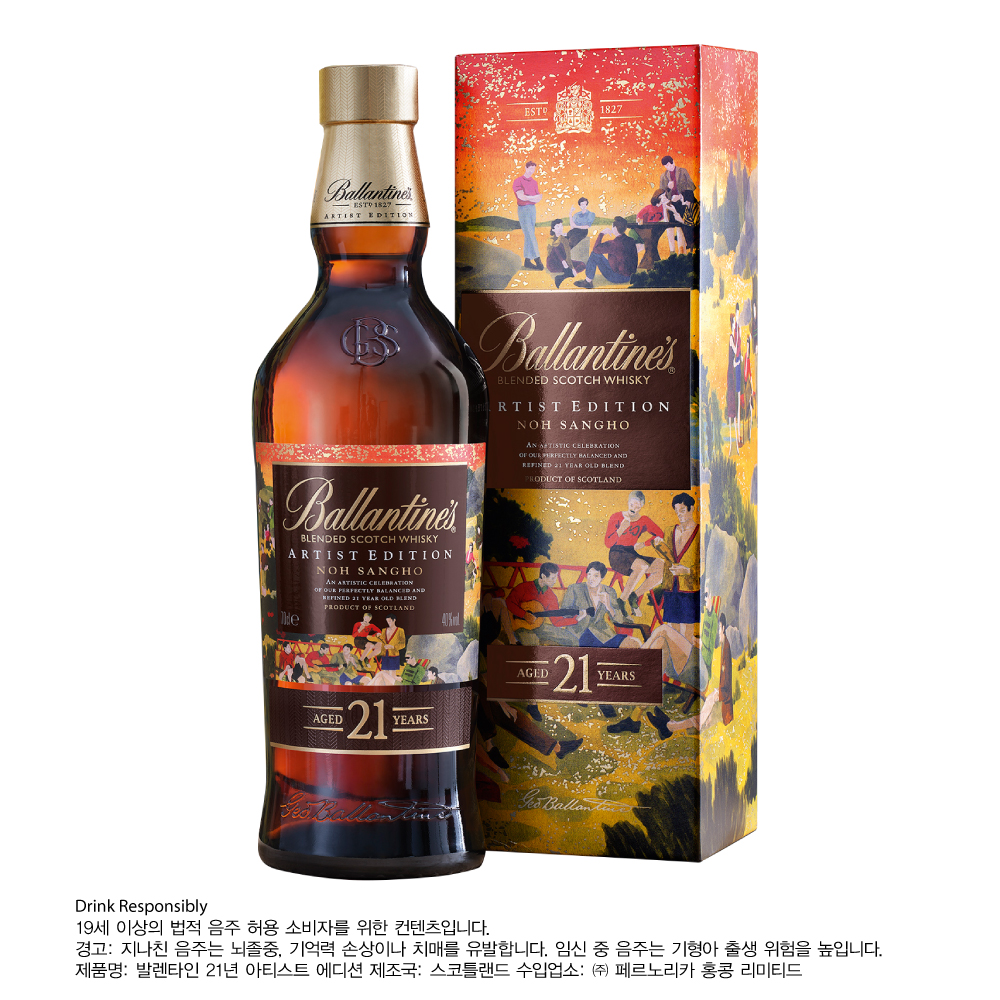 Ballantine's
ESTD 1827
ARTIST EDITION
GBS
Ballantine's
BLENDED SCOTCH WHISKY
ARTIST EDITION
NOH SANGHO
AN ARTISTIC CELEBRATION
OF OUR PERFECTLY BALANCED AND
REFINED 21 YEAR OLD BLEND
PRODUCT OF SCOTLAND
70cl e
40%vol
AGED 21 YEARS
Geo Ballantine
ESTD 1827
Ballantine's®
BLENDED SCOTCH WHISKY
ARTIST EDITION
NOH SANGHO
AN ARTISTIC CELEBRATION
OF OUR PERFECTLY BALANCED AND
REFINED 21 YEAR OLD BLEND
PRODUCT OF SCOTLAND
AGED 21 YEARS
Geo Ballantine
Drink Responsibly
19세 이상의 법적 음주 허용 소비자를 위한 컨텐츠입니다.
경고: 지나친 음주는 뇌졸중, 기억력 손상이나 치매를 유발합니다. 임신 중 음주는 기형아 출생 위험을 높입니다.
제품명: 발렌타인 21년 아티스트 에디션 제조국: 스코틀랜드 수입업소: ㈜ 페르노리카 홍콩 리미티드